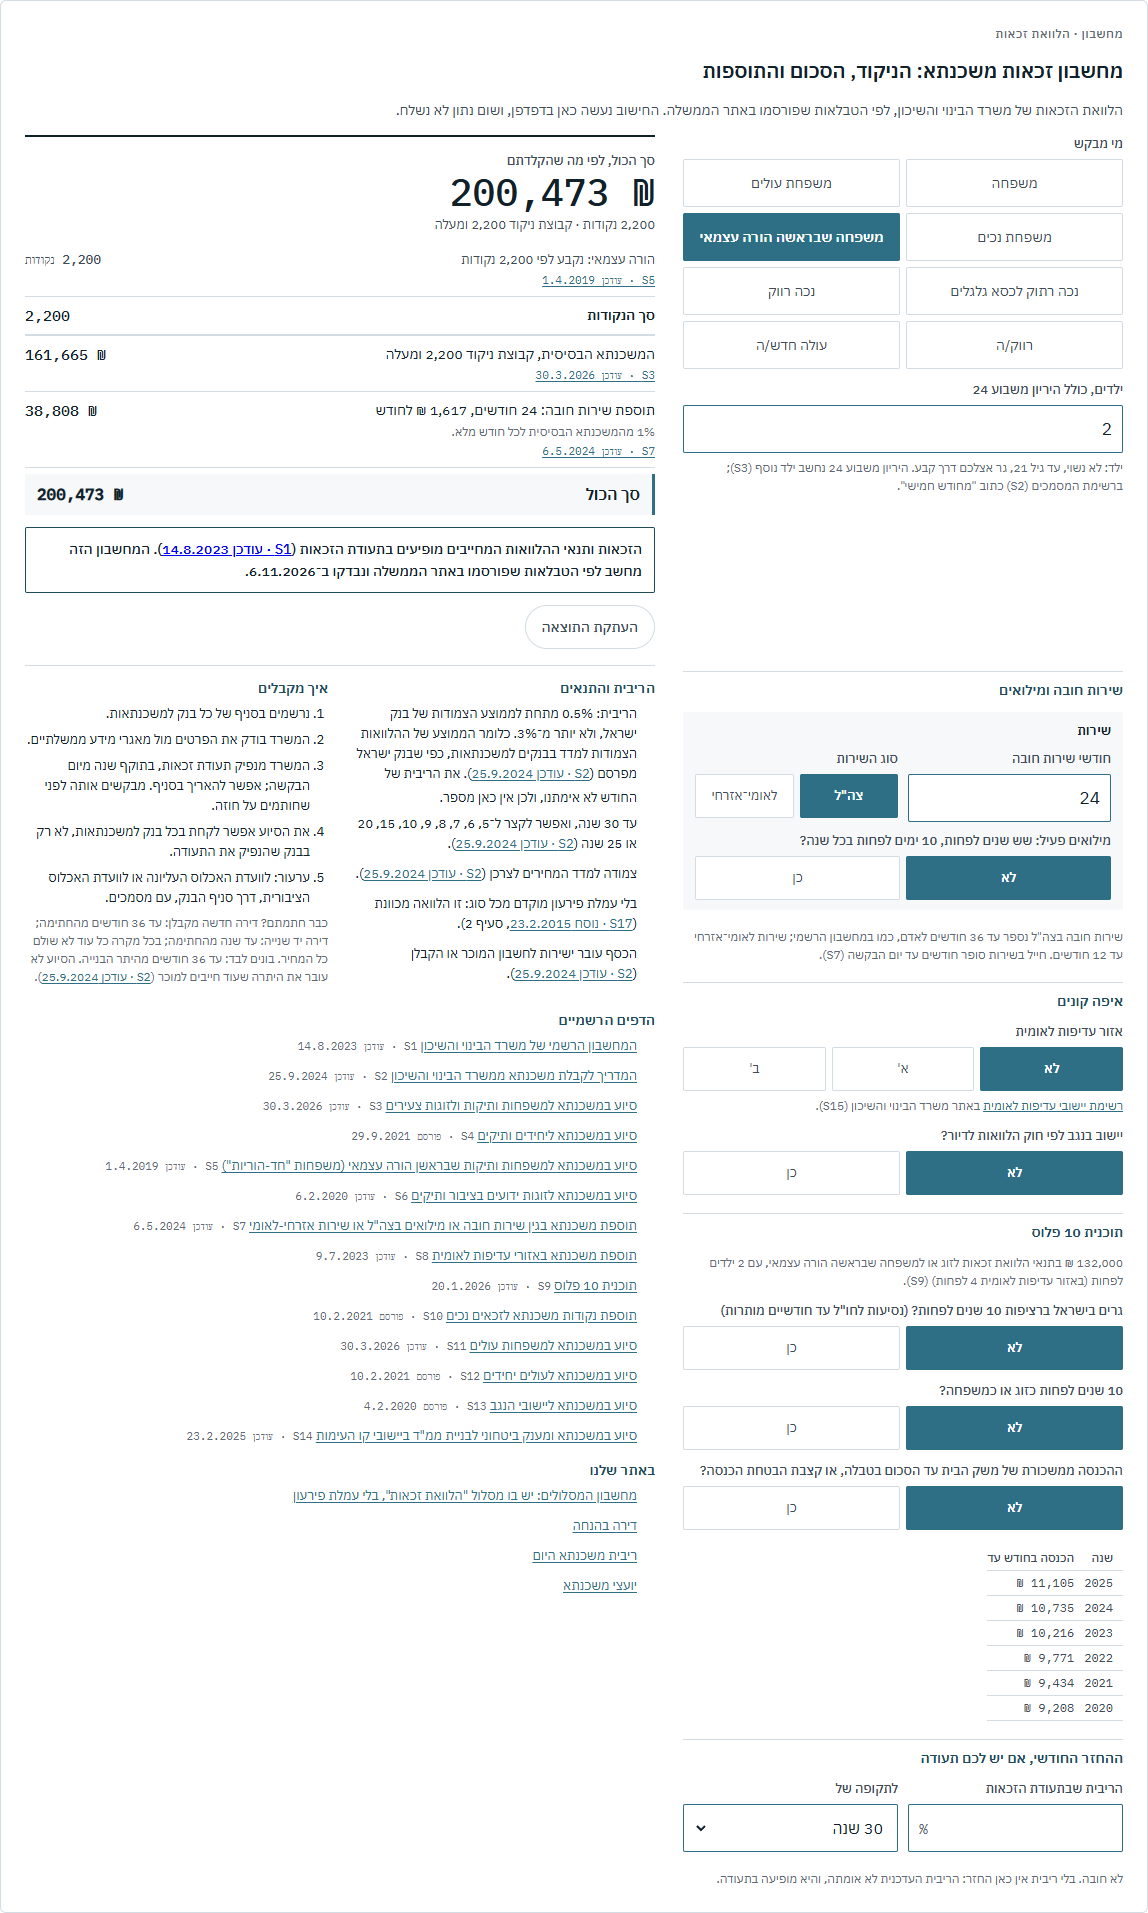 מחשבון · הלוואת זכאות
מחשבון זכאות משכנתא: הניקוד, הסכום והתוספות
הלוואת הזכאות של משרד הבינוי והשיכון, לפי הטבלאות שפורסמו באתר הממשלה. החישוב נעשה כאן בדפדפן, ושום נתון לא נשלח.
מי מבקש
משפחה
משפחת עולים
משפחת נכים
משפחה שבראשה הורה עצמאי
נכה רתוק לכסא גלגלים
נכה רווק
רווק/ה
עולה חדש/ה
ילדים, כולל היריון משבוע 24
2
ילד: לא נשוי, עד גיל 21, גר אצלכם דרך קבע. היריון משבוע 24 נחשב ילד נוסף (S3);
ברשימת המסמכים (S2) כתוב "מחודש חמישי".
סך הכול, לפי מה שהקלדתם
200,473 ₪
2,200 נקודות · קבוצת ניקוד 2,200 ומעלה
הורה עצמאי: נקבע לפי 2,200 נקודות
2,200 נקודות
S5 · עודכן 1.4.2019
סך הנקודות
2,200
המשכנתא הבסיסית, קבוצת ניקוד 2,200 ומעלה
161,665 ₪
S3 · עודכן 30.3.2026
תוספת שירות חובה: 24 חודשים, 1,617 ₪ לחודש
38,808 ₪
1% מהמשכנתא הבסיסית לכל חודש מלא.
S7 · עודכן 6.5.2024
סך הכול
200,473 ₪
הזכאות ותנאי ההלוואות המחייבים מופיעים בתעודת הזכאות (S1 · עודכן 14.8.2023). המחשבון הזה
מחשב לפי הטבלאות שפורסמו באתר הממשלה ונבדקו ב־6.11.2026.
העתקת התוצאה
שירות חובה ומילואים
שירות
חודשי שירות חובה
24
סוג השירות
צה"ל
לאומי־אזרחי
מילואים פעיל: שש שנים לפחות, 10 ימים לפחות בכל שנה?
לא
כן
שירות חובה בצה"ל נספר עד 36 חודשים לאדם, כמו במחשבון הרשמי; שירות לאומי־אזרחי
עד 12 חודשים. חייל בשירות סופר חודשים עד יום הבקשה (S7).
איפה קונים
אזור עדיפות לאומית
לא
א'
ב'
רשימת יישובי עדיפות לאומית באתר משרד הבינוי והשיכון (S15).
יישוב בנגב לפי חוק הלוואות לדיור?
לא
כן
תוכנית 10 פלוס
132,000 ₪ בתנאי הלוואת זכאות לזוג או למשפחה שבראשה הורה עצמאי, עם 2 ילדים
לפחות (באזור עדיפות לאומית 4 לפחות) (S9).
גרים בישראל ברציפות 10 שנים לפחות? (נסיעות לחו"ל עד חודשיים מותרות)
לא
כן
10 שנים לפחות כזוג או כמשפחה?
לא
כן
ההכנסה ממשכורת של משק הבית עד הסכום בטבלה, או קצבת הבטחת הכנסה?
לא
כן
שנה הכנסה בחודש עד
2025 11,105 ₪
2024 10,735 ₪
2023 10,216 ₪
2022 9,771 ₪
2021 9,434 ₪
2020 9,208 ₪
ההחזר החודשי, אם יש לכם תעודה
הריבית שבתעודת הזכאות
%
לתקופה של
30 שנה
לא חובה. בלי ריבית אין כאן החזר: הריבית העדכנית לא אומתה, והיא מופיעה בתעודה.
הריבית והתנאים
הריבית: 0.5% מתחת לממוצע הצמודות של בנק
ישראל, ולא יותר מ־3%. כלומר הממוצע של ההלוואות
הצמודות למדד בבנקים למשכנתאות, כפי שבנק ישראל
מפרסם (S2 · עודכן 25.9.2024). את הריבית של
החודש לא אימתנו, ולכן אין כאן מספר.
עד 30 שנה, ואפשר לקצר ל־5, 6, 7, 8, 9, 10, 15, 20
או 25 שנה (S2 · עודכן 25.9.2024).
צמודה למדד המחירים לצרכן (S2 · עודכן 25.9.2024).
בלי עמלת פירעון מוקדם מכל סוג: זו הלוואה מכוונת
(S17 · נוסח 23.2.2015, סעיף 2).
הכסף עובר ישירות לחשבון המוכר או הקבלן
(S2 · עודכן 25.9.2024).
איך מקבלים
1. נרשמים בסניף של כל בנק למשכנתאות.
2. המשרד בודק את הפרטים מול מאגרי מידע ממשלתיים.
3. המשרד מנפיק תעודת זכאות, בתוקף שנה מיום
הבקשה; אפשר להאריך בסניף. מבקשים אותה לפני
שחותמים על חוזה.
4. את הסיוע אפשר לקחת בכל בנק למשכנתאות, לא רק
בבנק שהנפיק את התעודה.
5. ערעור: לוועדת האכלוס העליונה או לוועדת האכלוס
הציבורית, דרך סניף הבנק, עם מסמכים.
כבר חתמתם? דירה חדשה מקבלן: עד 36 חודשים מהחתימה;
דירה יד שנייה: עד שנה מהחתימה; בכל מקרה כל עוד לא שולם
כל המחיר. בונים לבד: עד 36 חודשים מהיתר הבנייה. הסיוע לא
עובר את היתרה שעוד חייבים למוכר (S2 · עודכן 25.9.2024).
הדפים הרשמיים
המחשבון הרשמי של משרד הבינוי והשיכון S1 · עודכן 14.8.2023
המדריך לקבלת משכנתא ממשרד הבינוי והשיכון S2 · עודכן 25.9.2024
סיוע במשכנתא למשפחות ותיקות ולזוגות צעירים S3 · עודכן 30.3.2026
סיוע במשכנתא ליחידים ותיקים S4 · פורסם 29.9.2021
סיוע במשכנתא למשפחות ותיקות שבראשן הורה עצמאי (משפחות "חד-הוריות") S5 · עודכן 1.4.2019
סיוע במשכנתא לזוגות ידועים בציבור ותיקים S6 · עודכן 6.2.2020
תוספת משכנתא בגין שירות חובה או מילואים בצה"ל או שירות אזרחי-לאומי S7 · עודכן 6.5.2024
תוספת משכנתא באזורי עדיפות לאומית S8 · עודכן 9.7.2023
תוכנית 10 פלוס S9 · עודכן 20.1.2026
תוספת נקודות משכנתא לזכאים נכים S10 · פורסם 10.2.2021
סיוע במשכנתא למשפחות עולים S11 · עודכן 30.3.2026
סיוע במשכנתא לעולים יחידים S12 · פורסם 10.2.2021
סיוע במשכנתא ליישובי הנגב S13 · פורסם 4.2.2020
סיוע במשכנתא ומענק ביטחוני לבניית ממ"ד ביישובי קו העימות S14 · עודכן 23.2.2025
באתר שלנו
מחשבון המסלולים: יש בו מסלול "הלוואת זכאות", בלי עמלת פירעון
דירה בהנחה
ריבית משכנתא היום
יועצי משכנתא